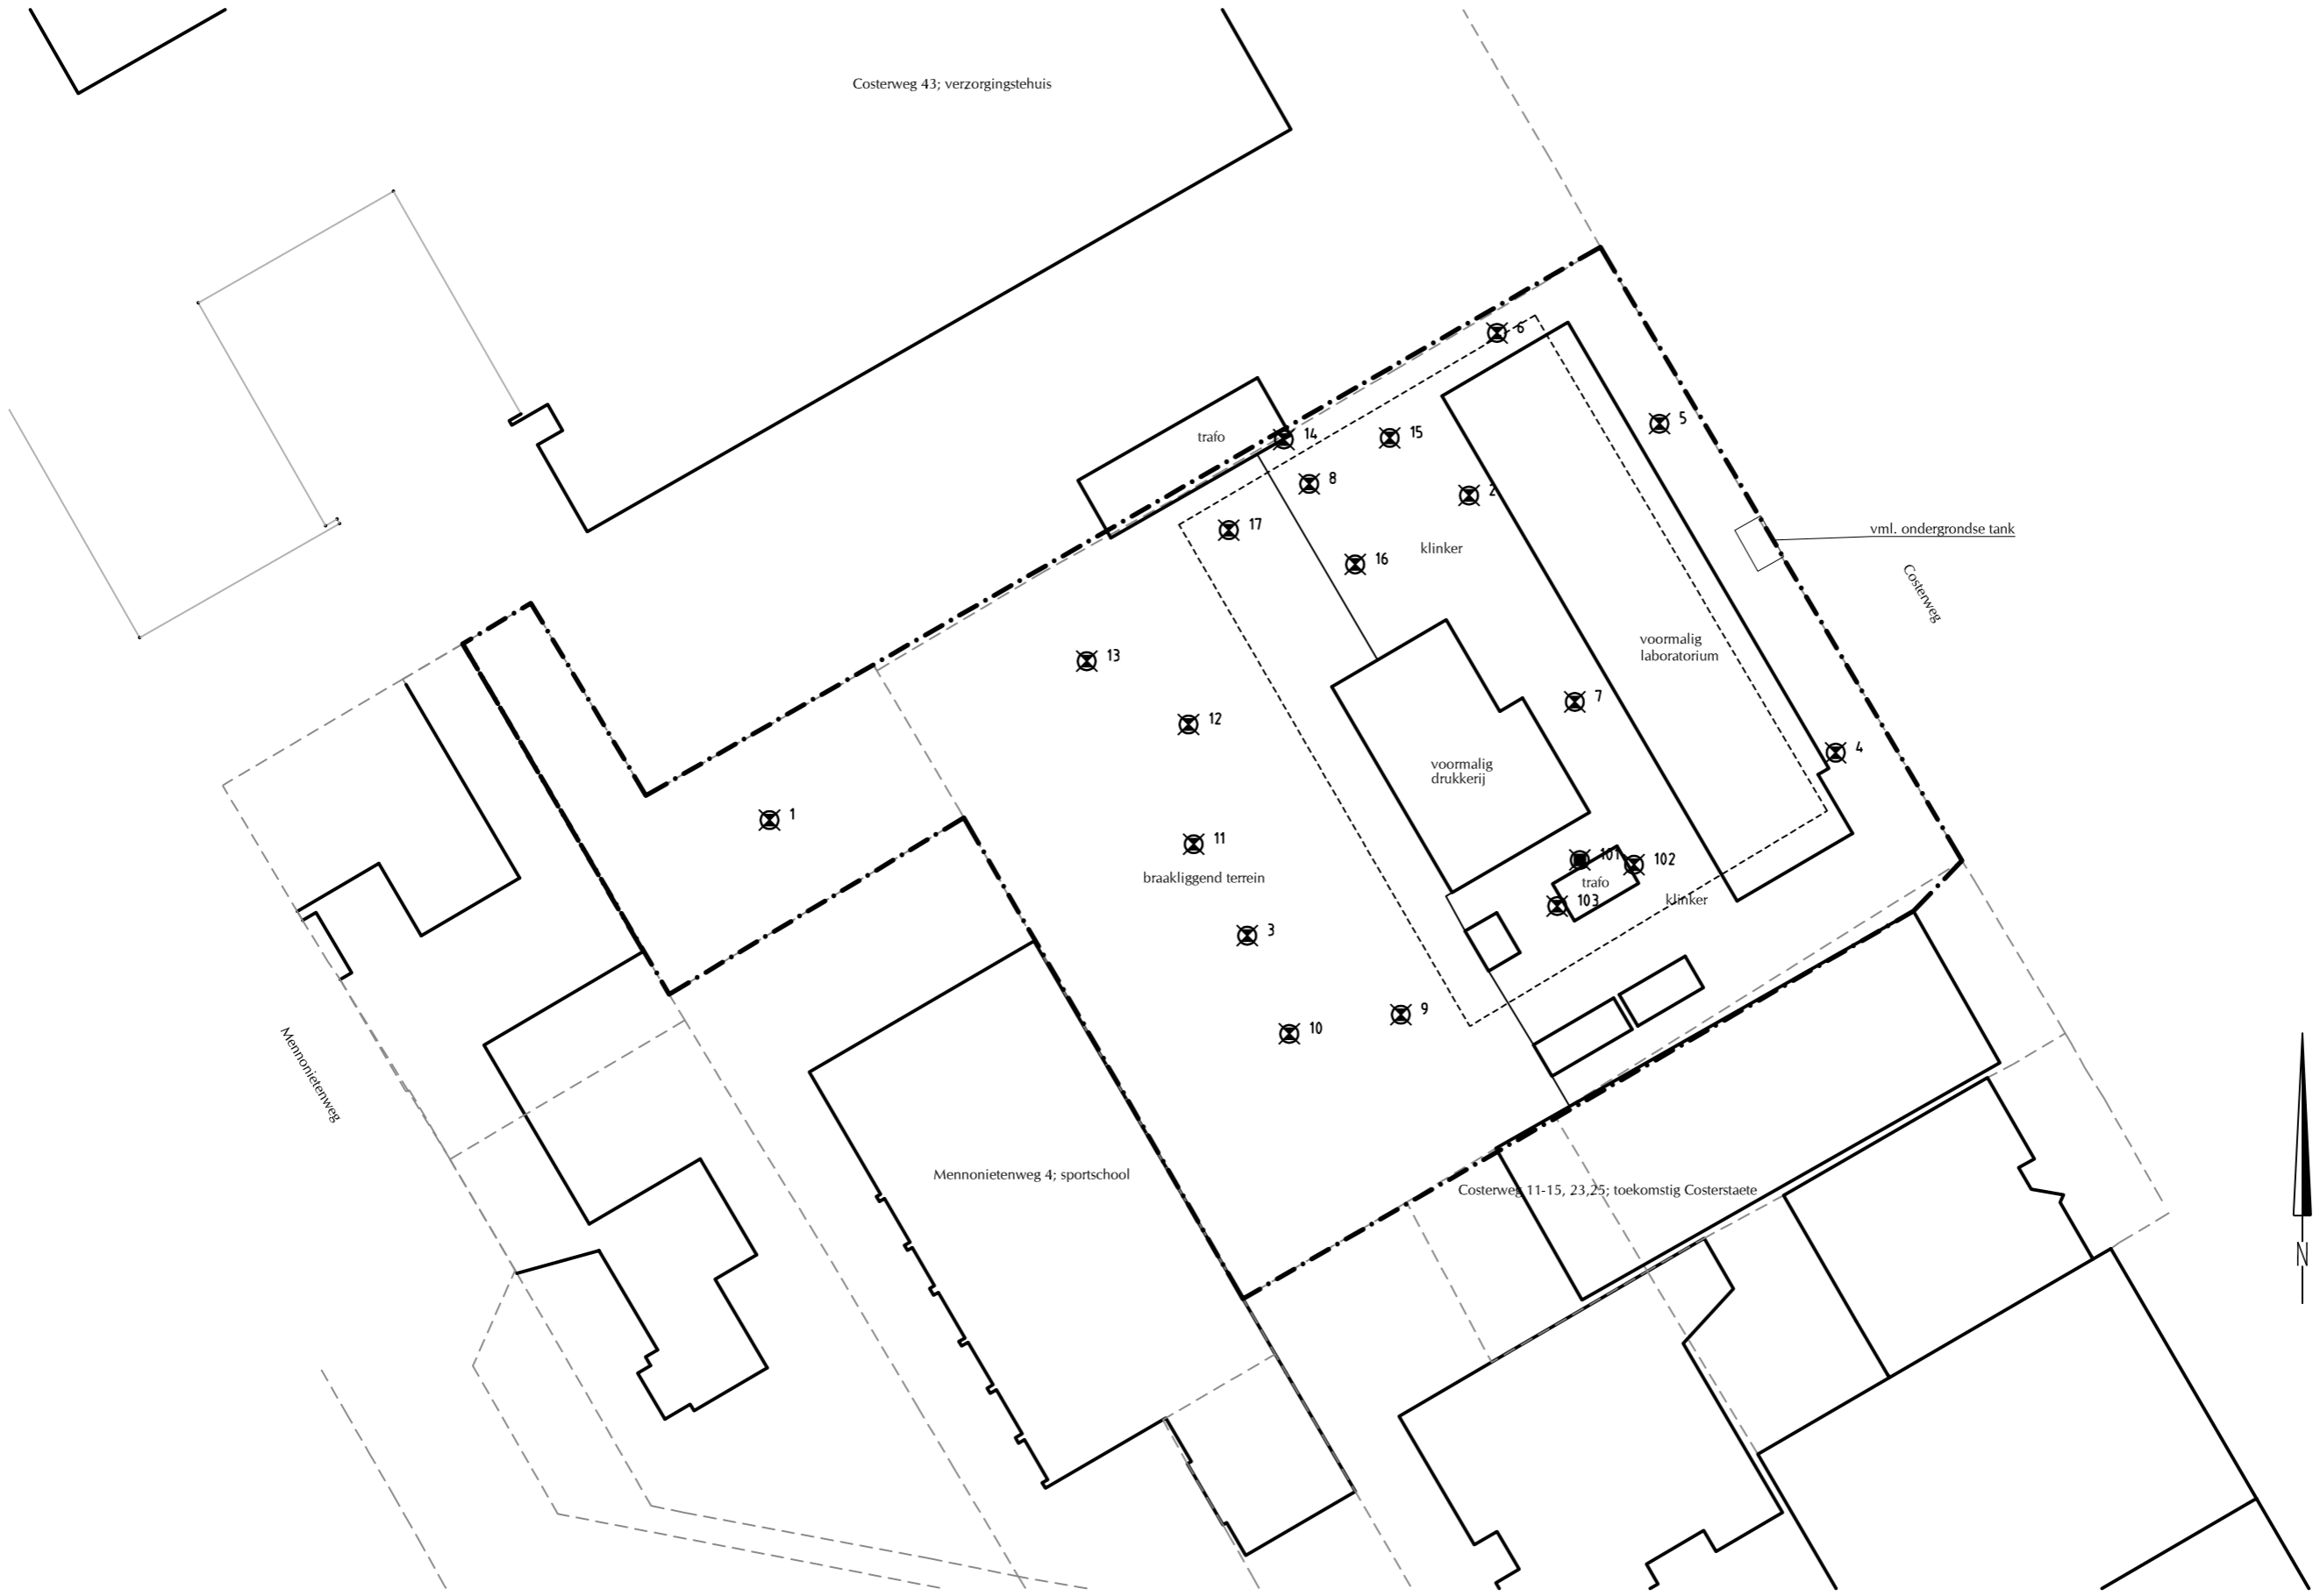 Costerweg 43; verzorgingstehuis
6
5
trafo
14
15
8
2
17
vml. ondergrondse tank
klinker
16
Costerweg
voormalig
laboratorium
13
7
12
4
voormalig
drukkerij
1
11
101
102
braakliggend terrein
trafo
klinker
103
3
9
10
Mennonietenweg
Mennonietenweg 4; sportschool
Costerweg 11-15, 23,25; toekomstig Costerstaete
N